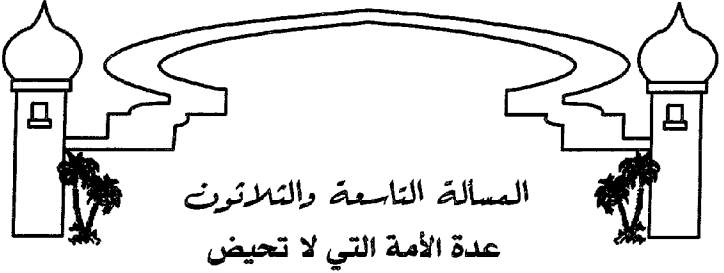 المسألة التاسعة والثلاثون
عدة الأمة التي لا تحيض